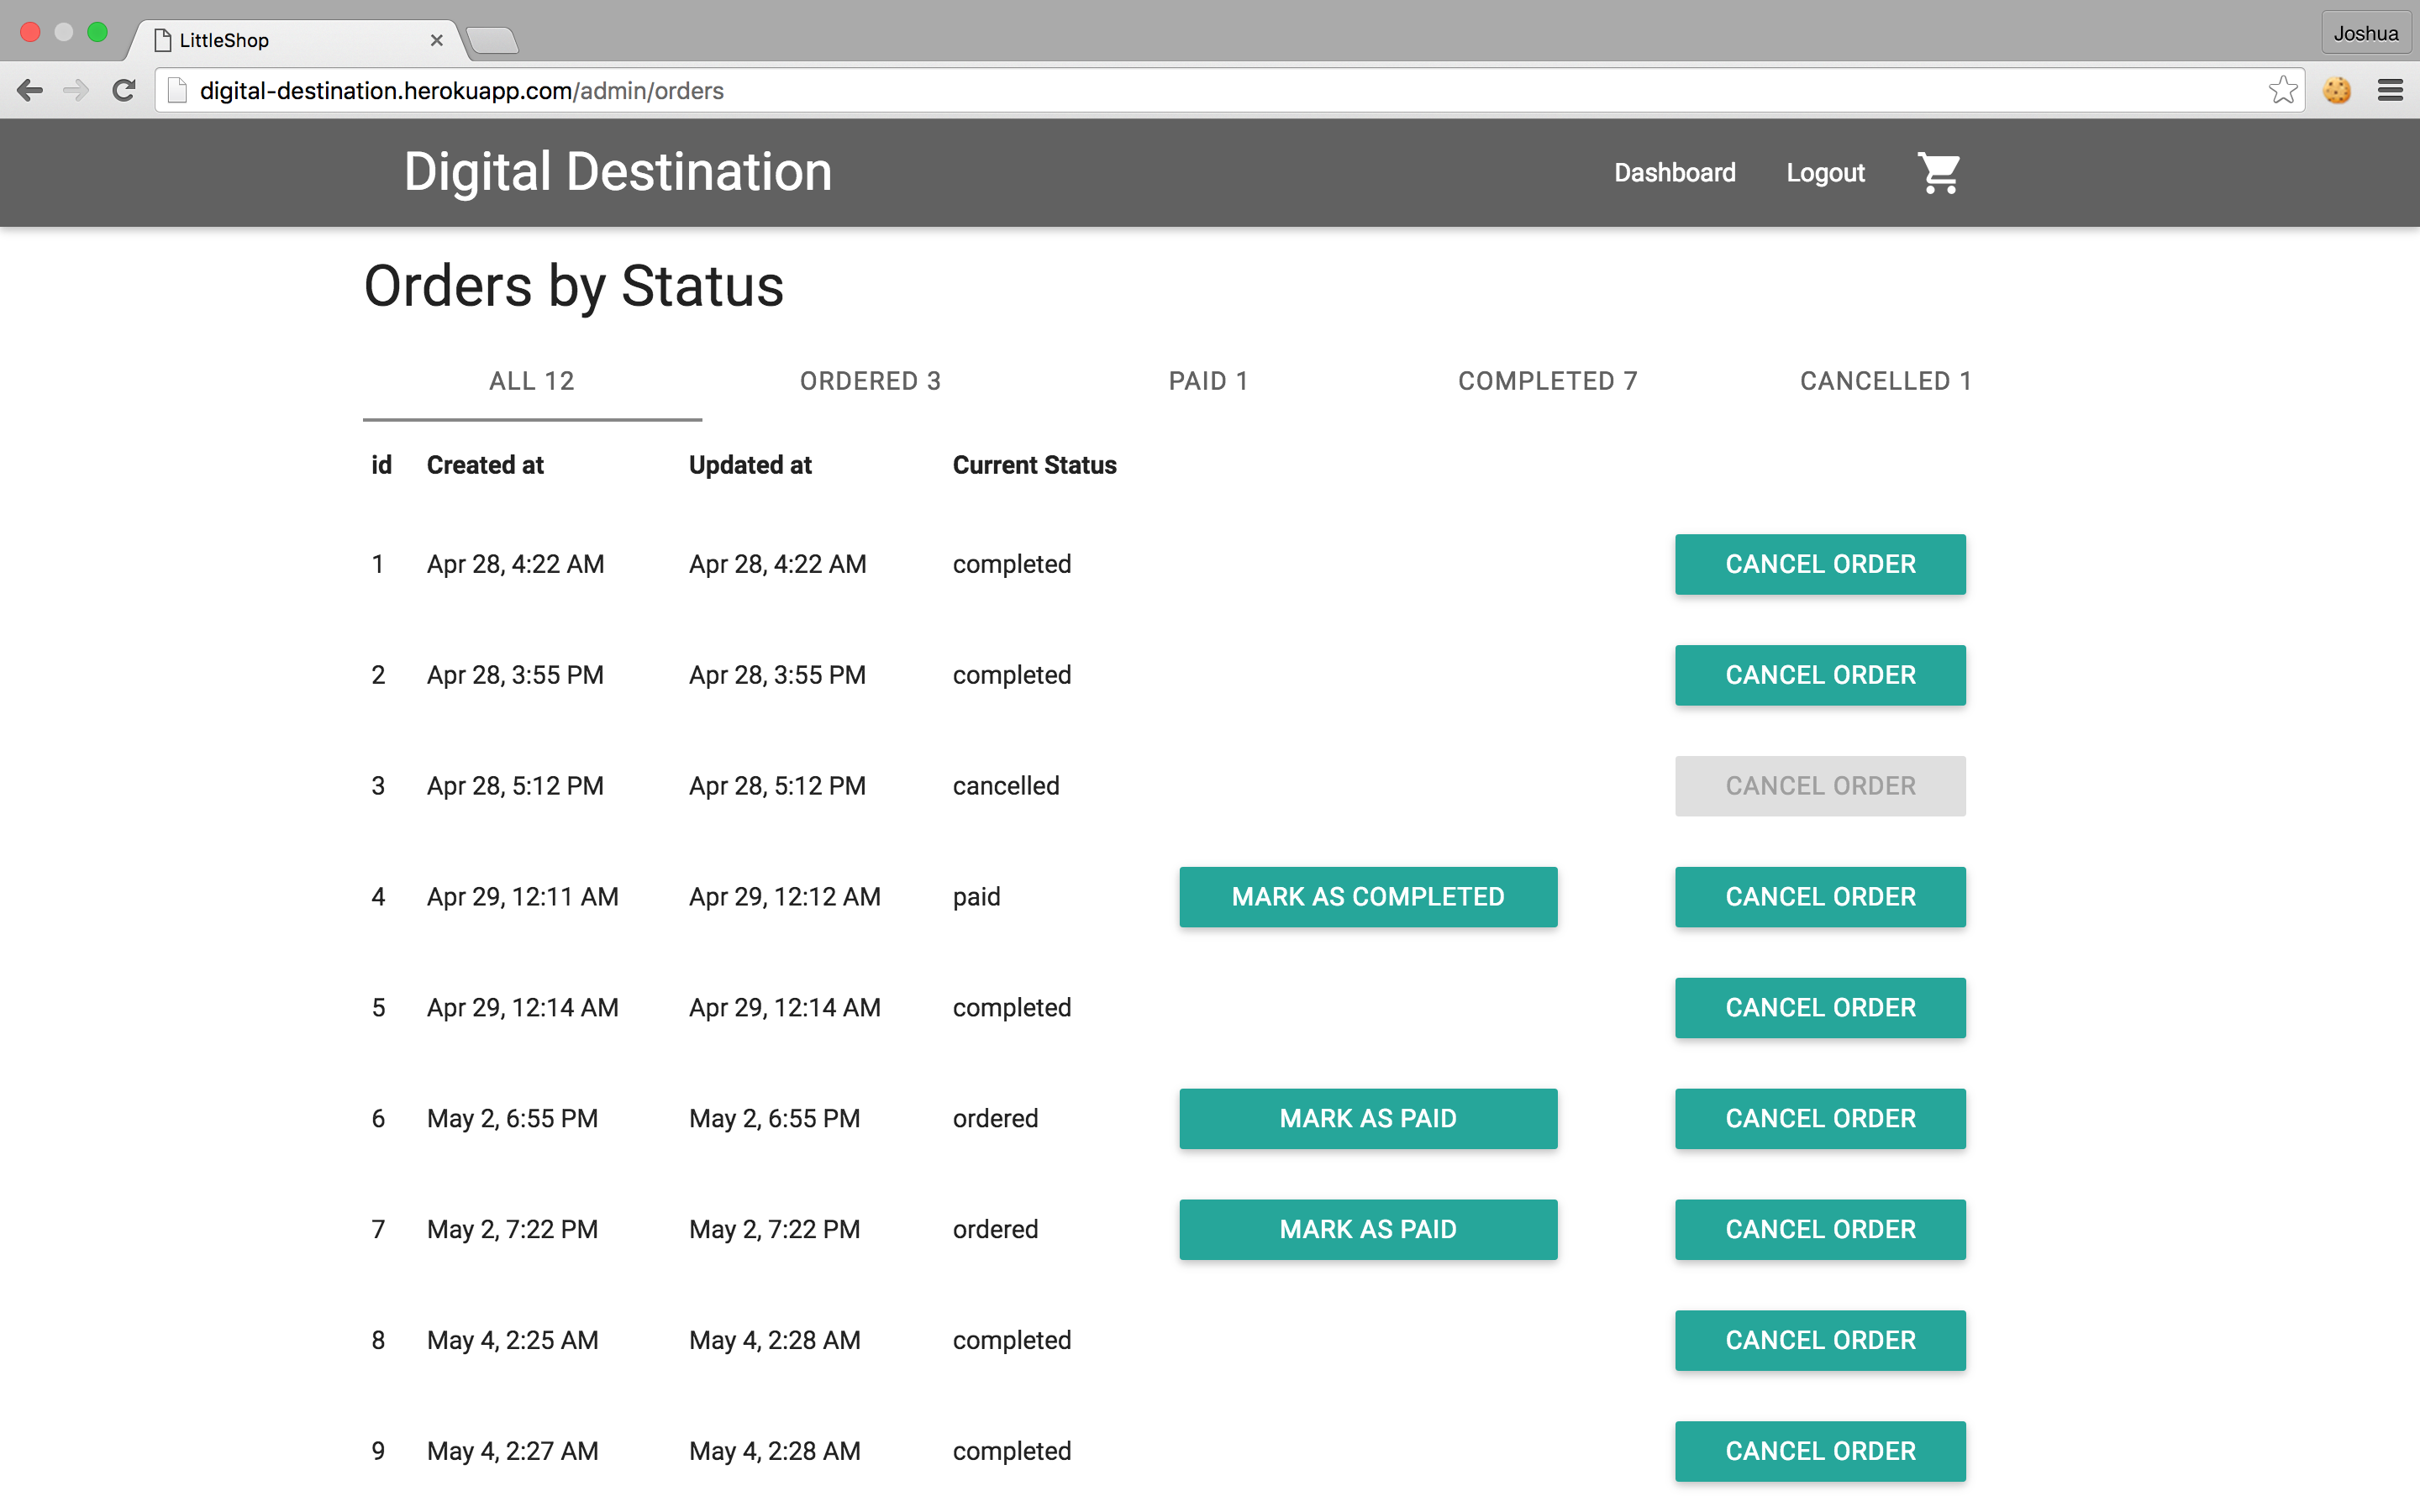 LittleShop
Joshua
digital-destination.herokuapp.com/admin/orders
Digital Destination Dashboard Logout
Orders by Status
ALL 12 ORDERED 3 PAID 1 COMPLETED 7 CANCELLED 1
id Created at Updated at Current Status
1 Apr 28, 4:22 AM Apr 28, 4:22 AM completed CANCEL ORDER
2 Apr 28, 3:55 PM Apr 28, 3:55 PM completed CANCEL ORDER
3 Apr 28, 5:12 PM Apr 28, 5:12 PM cancelled CANCEL ORDER
4 Apr 29, 12:11 AM Apr 29, 12:12 AM paid MARK AS COMPLETED CANCEL ORDER
5 Apr 29, 12:14 AM Apr 29, 12:14 AM completed CANCEL ORDER
6 May 2, 6:55 PM May 2, 6:55 PM ordered MARK AS PAID CANCEL ORDER
7 May 2, 7:22 PM May 2, 7:22 PM ordered MARK AS PAID CANCEL ORDER
8 May 4, 2:25 AM May 4, 2:28 AM completed CANCEL ORDER
9 May 4, 2:27 AM May 4, 2:28 AM completed CANCEL ORDER